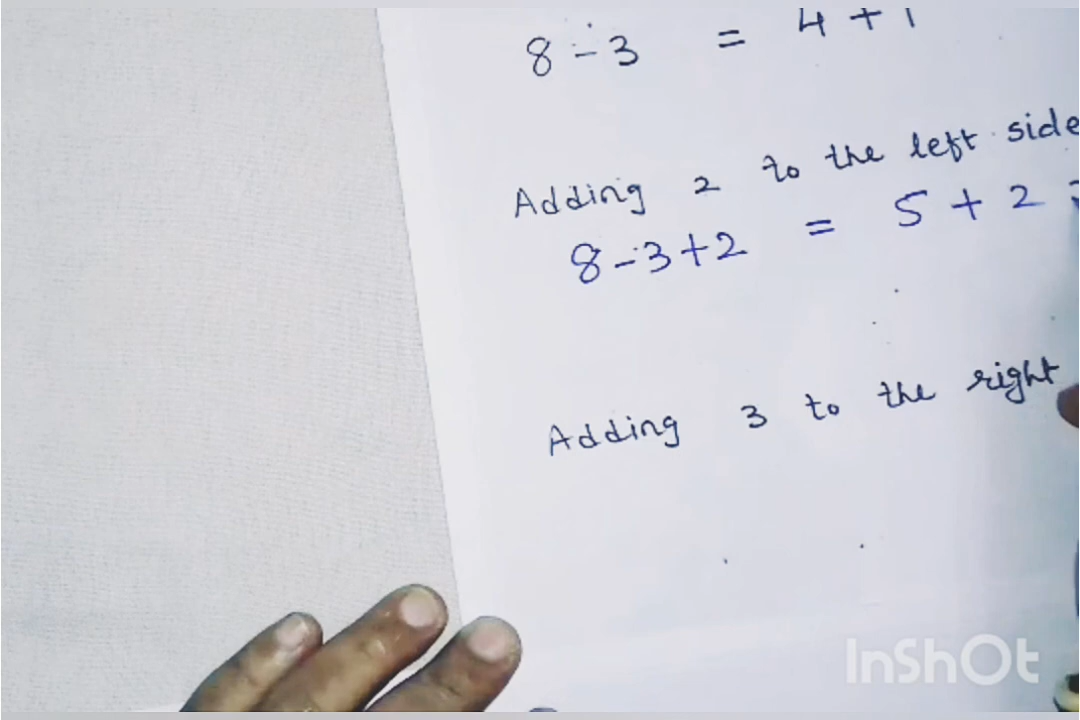 8 - 3 = 4 + 1
Adding 2 to the left side
8 - 3 + 2 = 5 + 2
Adding 3 to the right
InShOt